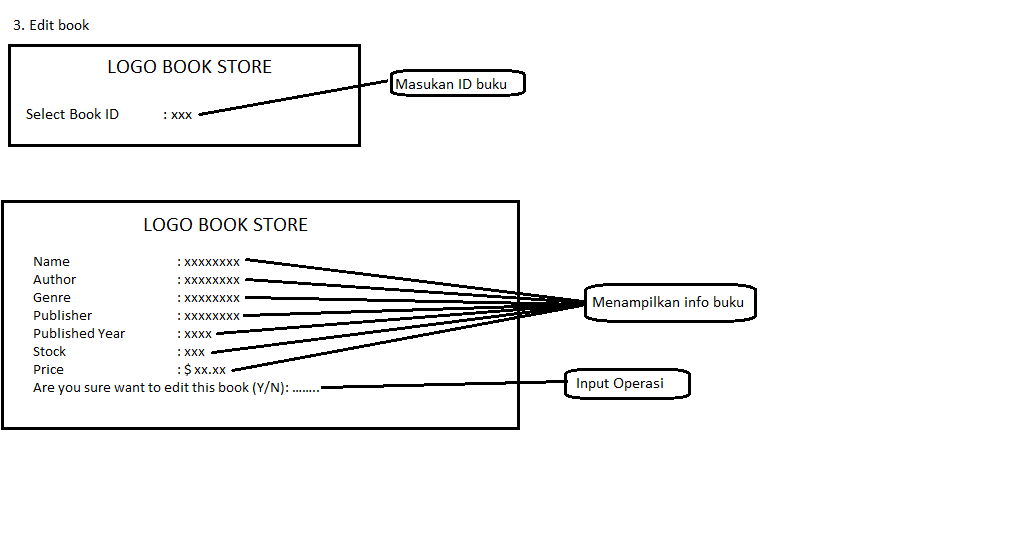 3. Edit book
LOGO BOOK STORE
Masukan ID buku
Select Book ID : xxx
LOGO BOOK STORE
Name : xxxxxxxx
Author : xxxxxxxx
Genre : xxxxxxxx
Publisher : xxxxxxxx
Published Year : xxxx
Stock : xxx
Price : $ xx.xx
Are you sure want to edit this book (Y/N): ........
Menampilkan info buku
Input Operasi